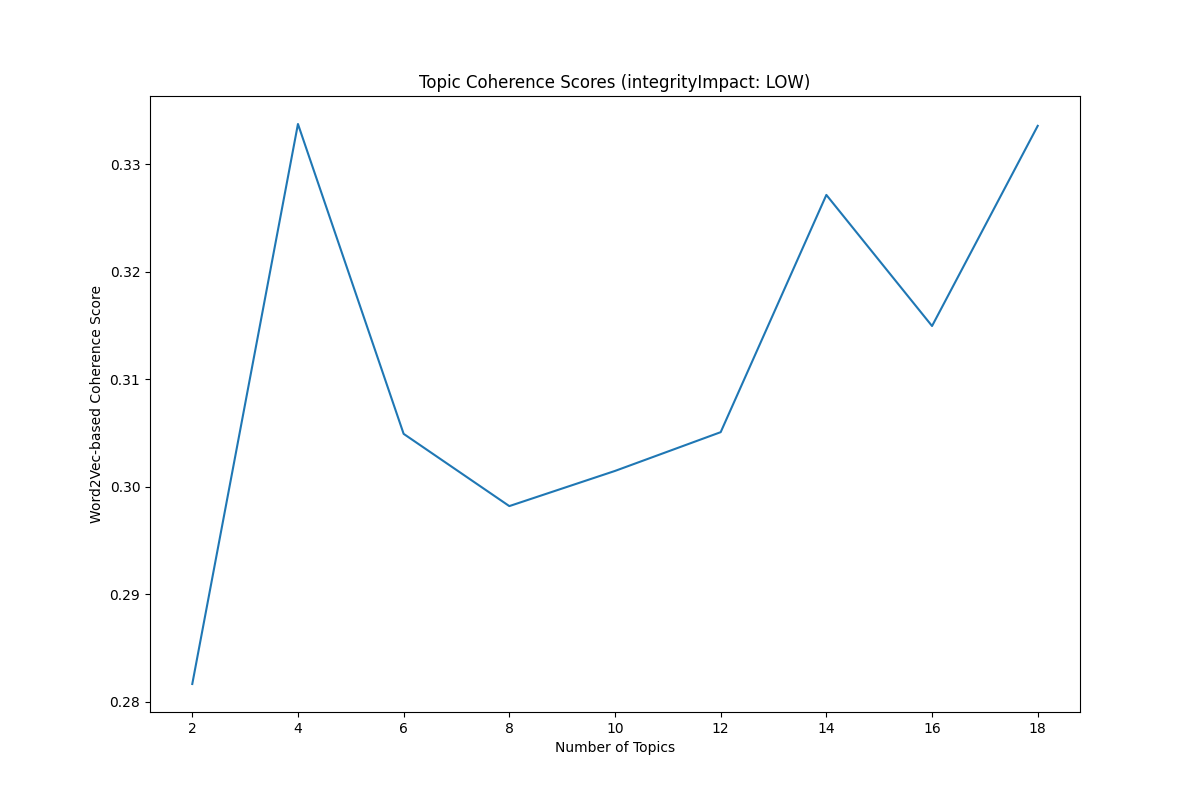 Topic Coherence Scores (integrityImpact: LOW)
Word2Vec-based Coherence Score
0.33
0.32
0.31
0.30
0.29
0.28
2 4 6 8 10 12 14 16 18
Number of Topics